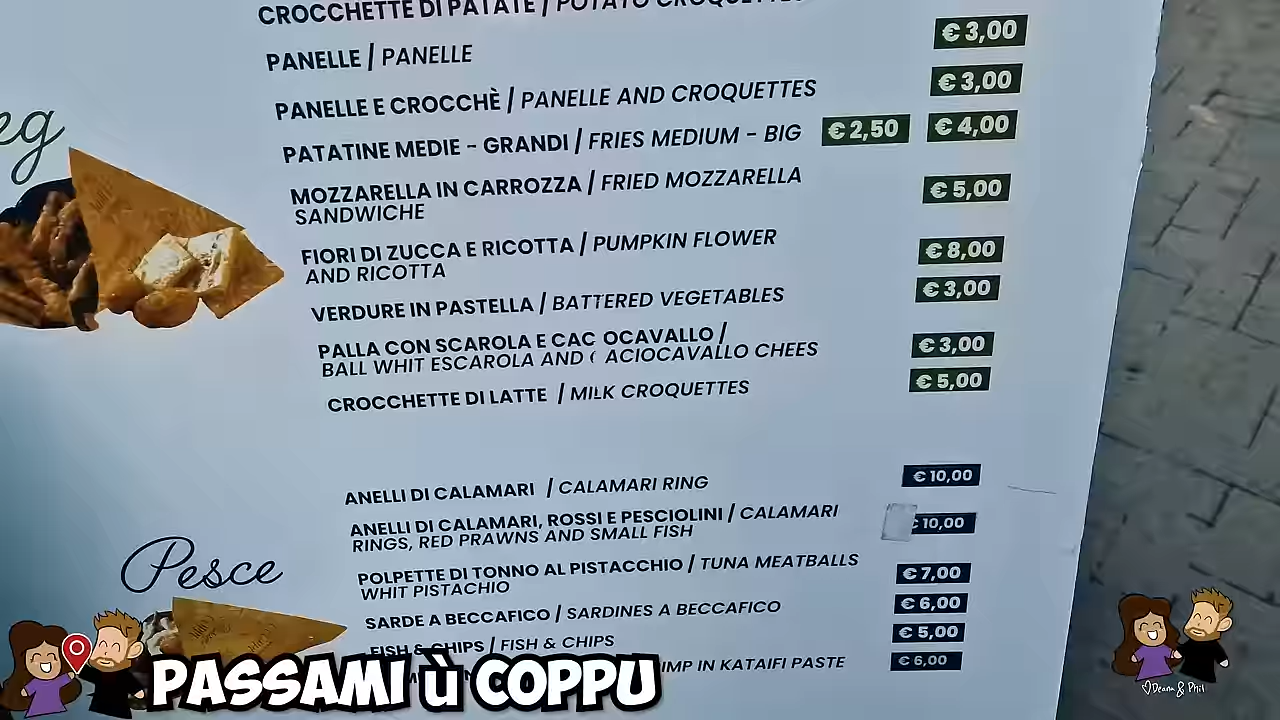 CROCCHETTE DI PATATE / POTATO CROQUETTES
PANELLE / PANELLE € 3,00
PANELLE E CROCCHÈ / PANELLE AND CROQUETTES € 3,00
PATATINE MEDIE - GRANDI / FRIES MEDIUM - BIG € 2,50 € 4,00
MOZZARELLA IN CARROZZA / FRIED MOZZARELLA € 5,00
SANDWICHE
FIORI DI ZUCCA E RICOTTA / PUMPKIN FLOWER € 8,00
AND RICOTTA
VERDURE IN PASTELLA / BATTERED VEGETABLES € 3,00
PALLA CON SCAROLA E CAC OCAVALLO / € 3,00
BALL WHIT ESCAROLA AND ACIOCAVALLO CHEES
CROCCHETTE DI LATTE / MILK CROQUETTES € 5,00
ANELLI DI CALAMARI / CALAMARI RING € 10,00
ANELLI DI CALAMARI, ROSSI E PESCIOLINI / CALAMARI 10,00
RINGS, RED PRAWNS AND SMALL FISH
Pesce
POLPETTE DI TONNO AL PISTACCHIO / TUNA MEATBALLS € 7,00
WHIT PISTACHIO
SARDE A BECCAFICO / SARDINES A BECCAFICO € 6,00
FISH & CHIPS / FISH & CHIPS € 5,00
IN KATAIFI PASTE € 6,00
PASSAMI Ù COPPU
Deana & Phil